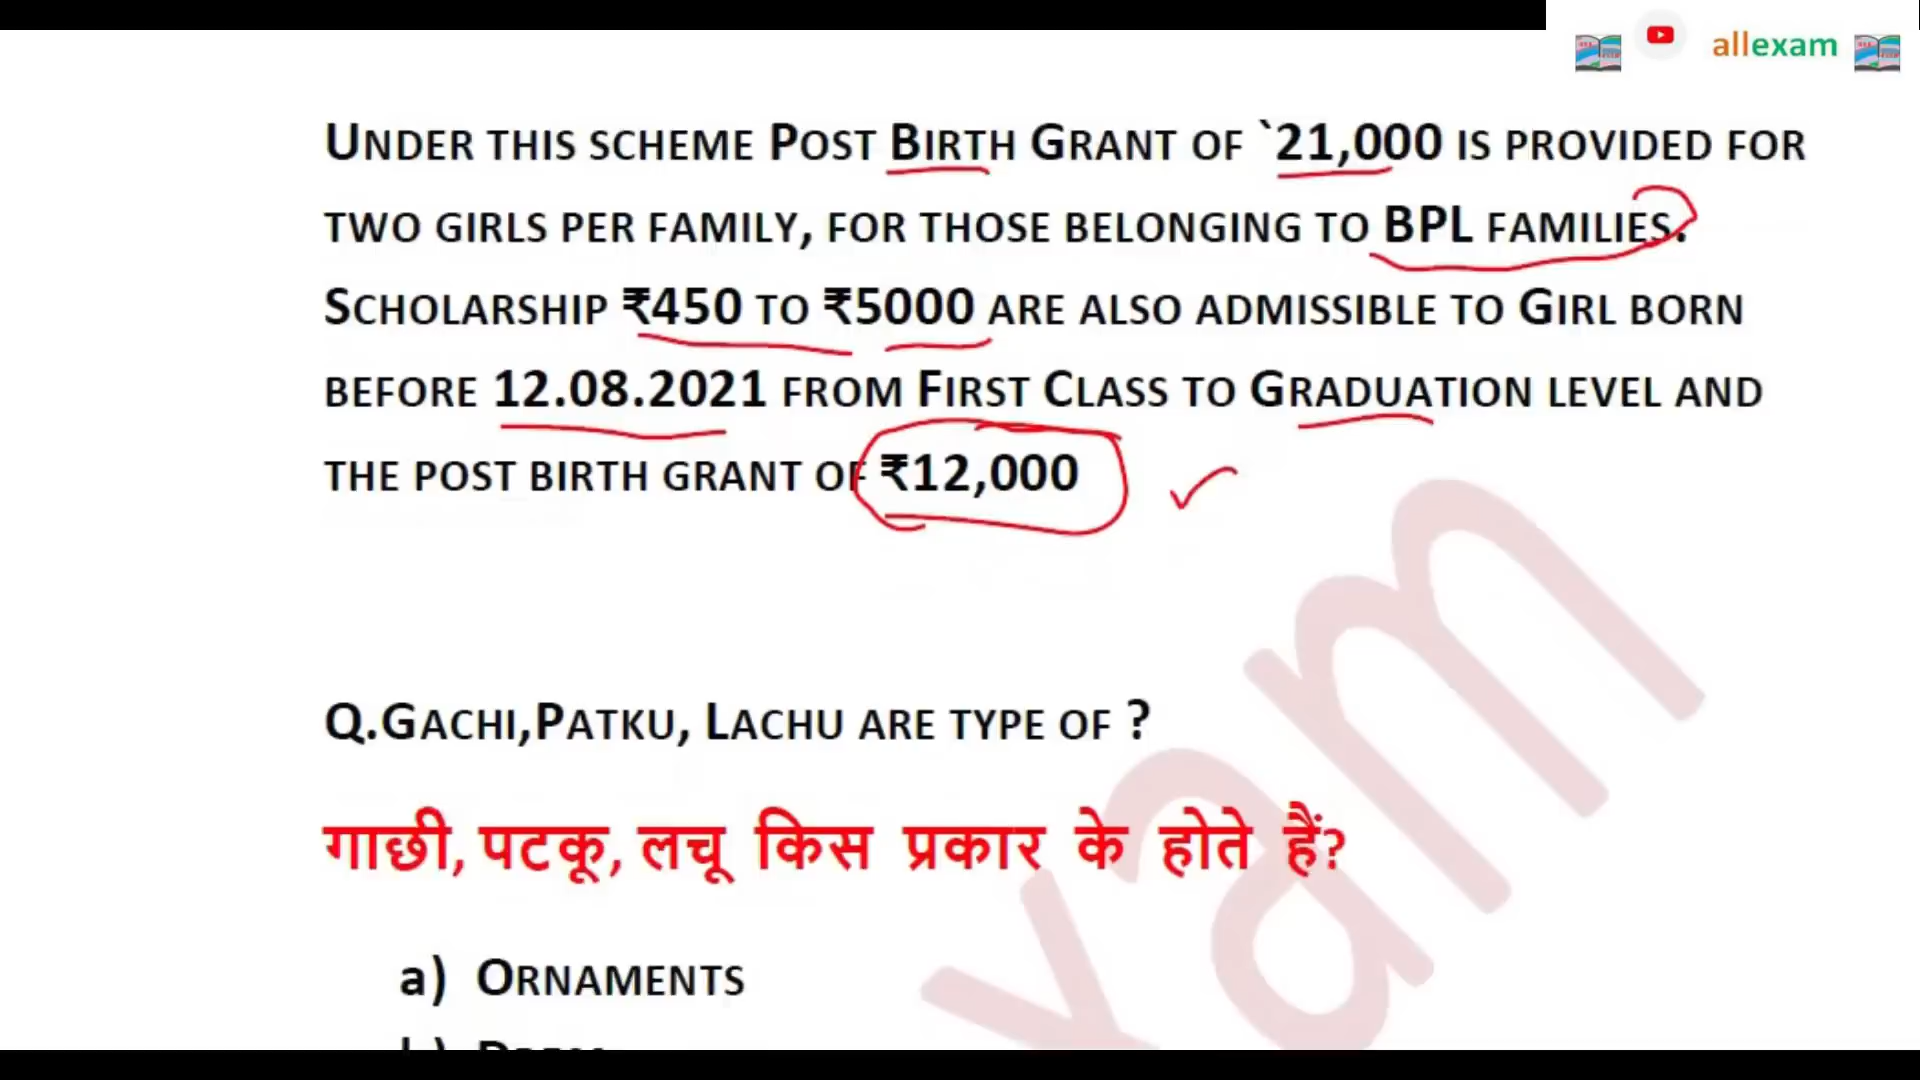 allexam
Under this scheme Post Birth Grant of `21,000 is provided for
two girls per family, for those belonging to BPL families.
Scholarship ₹450 to ₹5000 are also admissible to Girl born
before 12.08.2021 from First Class to Graduation level and
the post birth grant of ₹12,000
Q.Gachi,Patku, Lachu are type of ?
गाछी, पटकू, लचू किस प्रकार के होते हैं?
a) Ornaments
xam